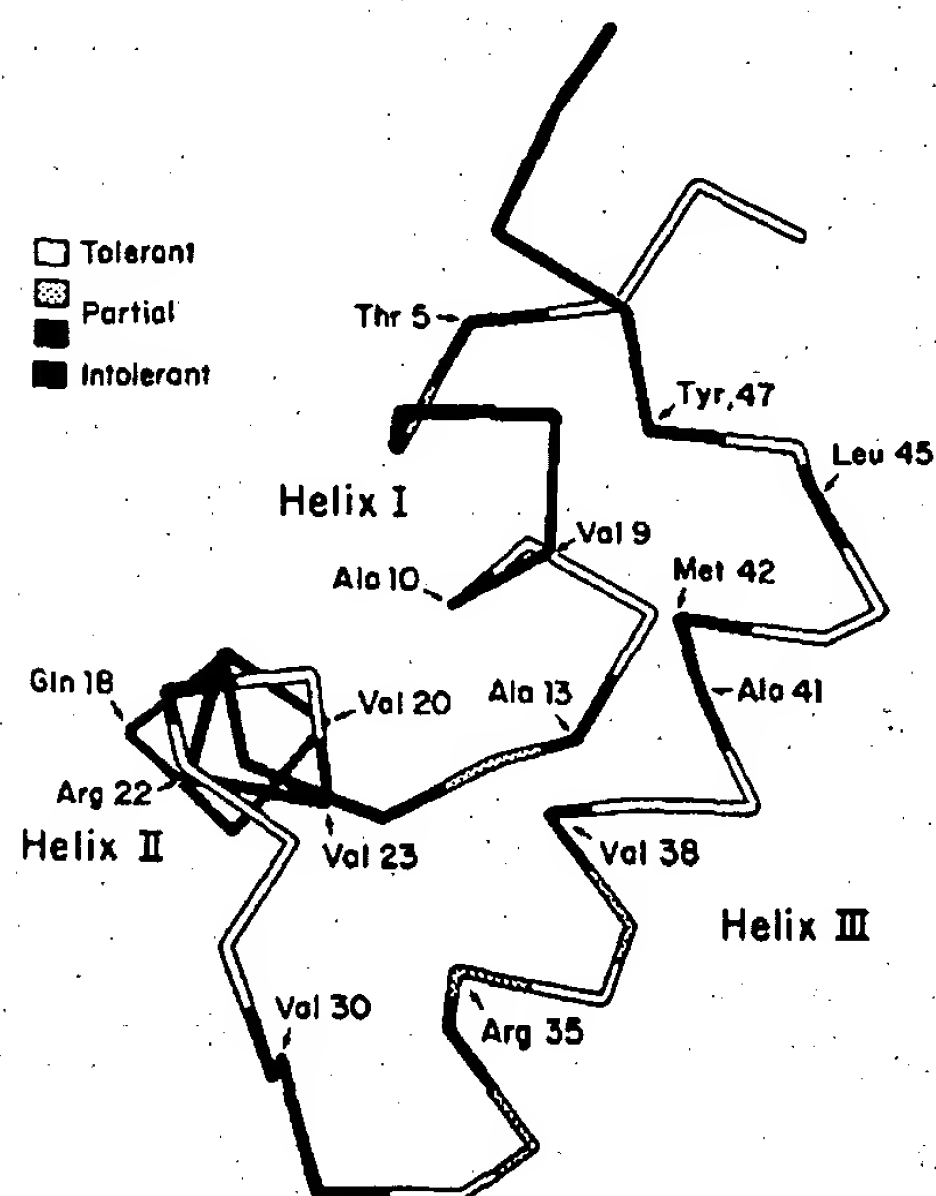 Tolerant
Partial
Intolerant
Thr 5
Tyr, 47
Leu 45
Helix I
Val 9
Ala 10
Met 42
Gln 18
Val 20
Ala 13
Ala 41
Arg 22
Helix II
Val 23
Val 38
Helix III
Val 30
Arg 35